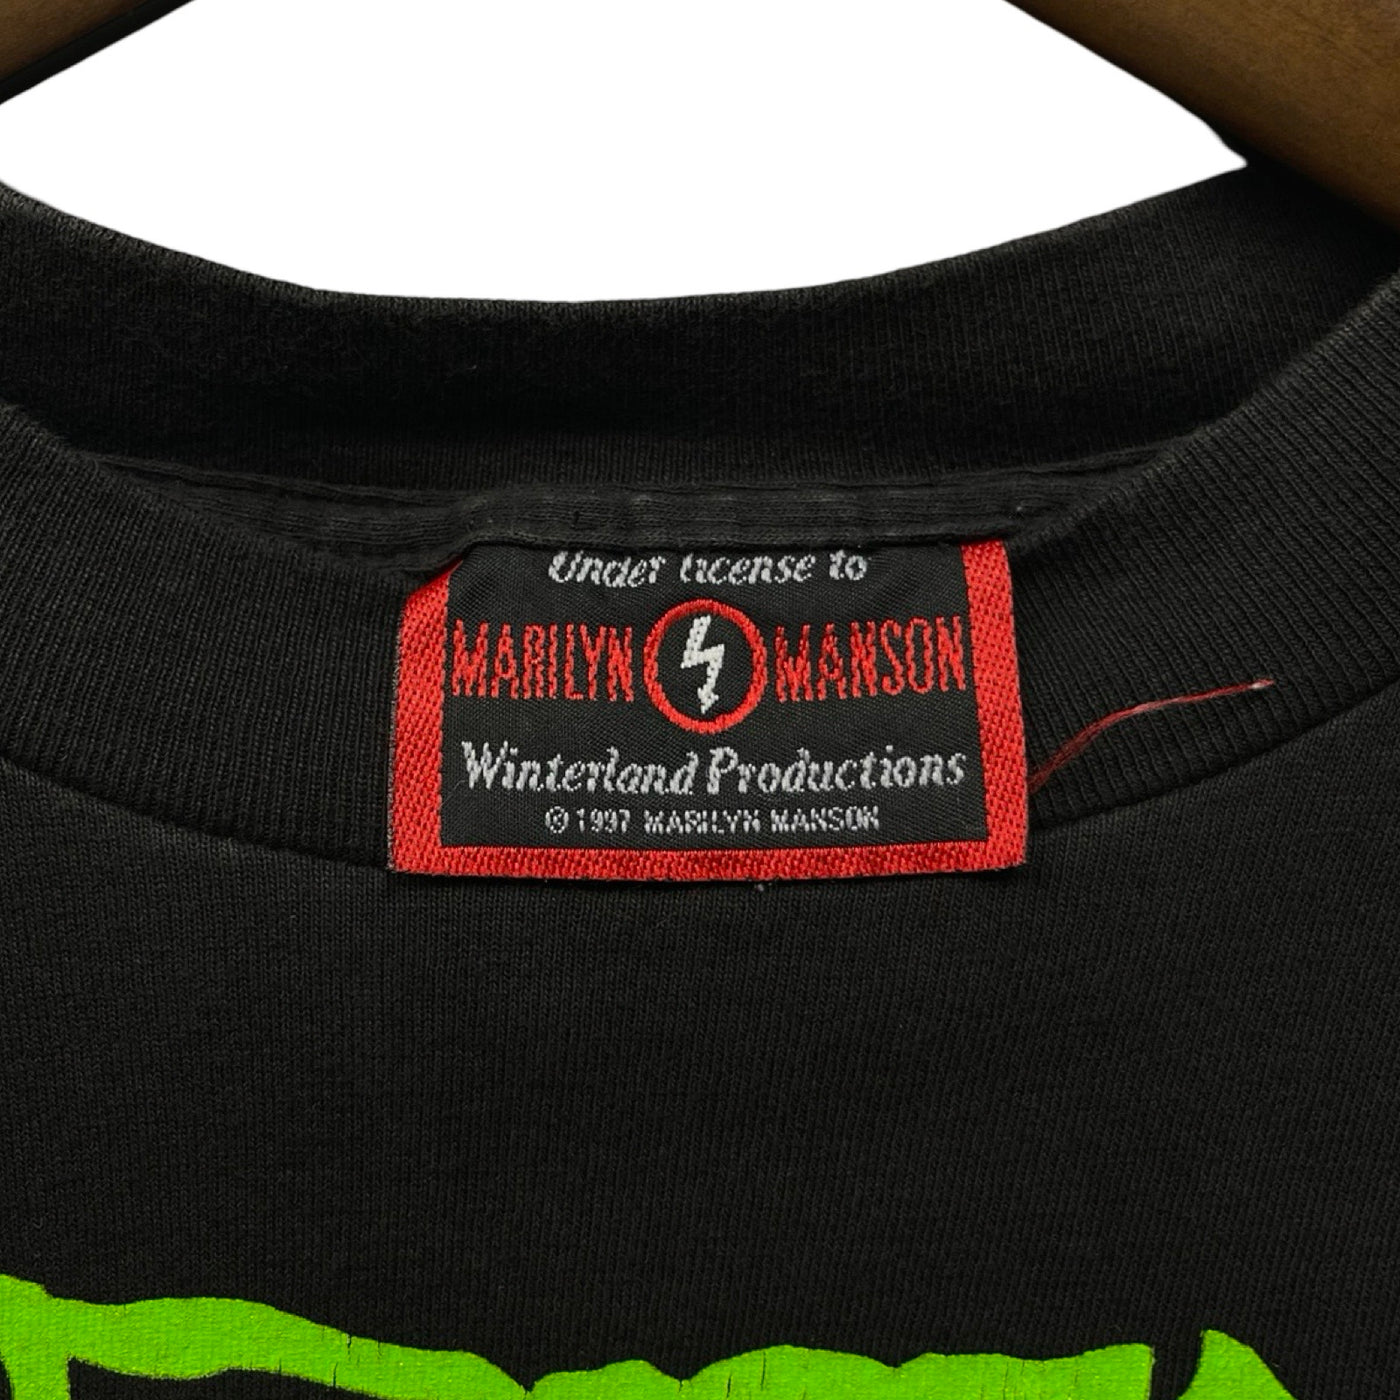 Under license to
MARILYN MANSON
Winterland Productions
© 1997 MARILYN MANSON